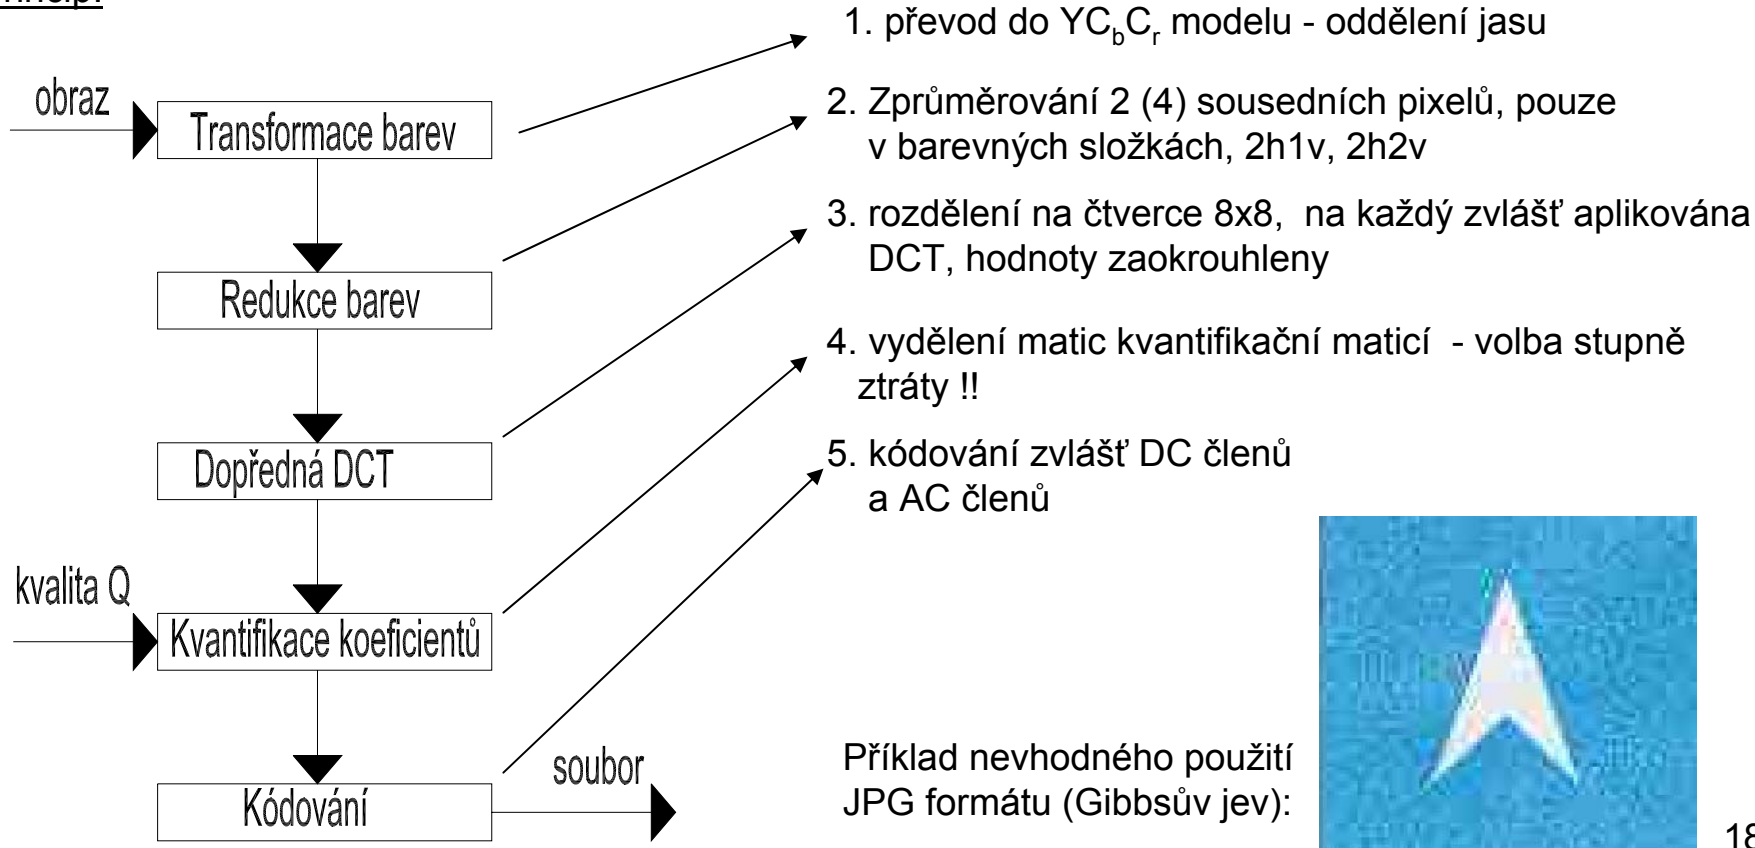 1. převod do YCbCr modelu - oddělení jasu
obraz
Transformace barev
2. Zprůměrování 2 (4) sousedních pixelů, pouze
v barevných složkách, 2h1v, 2h2v
3. rozdělení na čtverce 8x8, na každý zvlášť aplikována
DCT, hodnoty zaokrouhleny
Redukce barev
4. vydělení matic kvantifikační maticí - volba stupně
ztráty !!
Dopředná DCT
5. kódování zvlášť DC členů
a AC členů
kvalita Q
Kvantifikace koeficientů
Kódování
soubor
Příklad nevhodného použití
JPG formátu (Gibbsův jev):